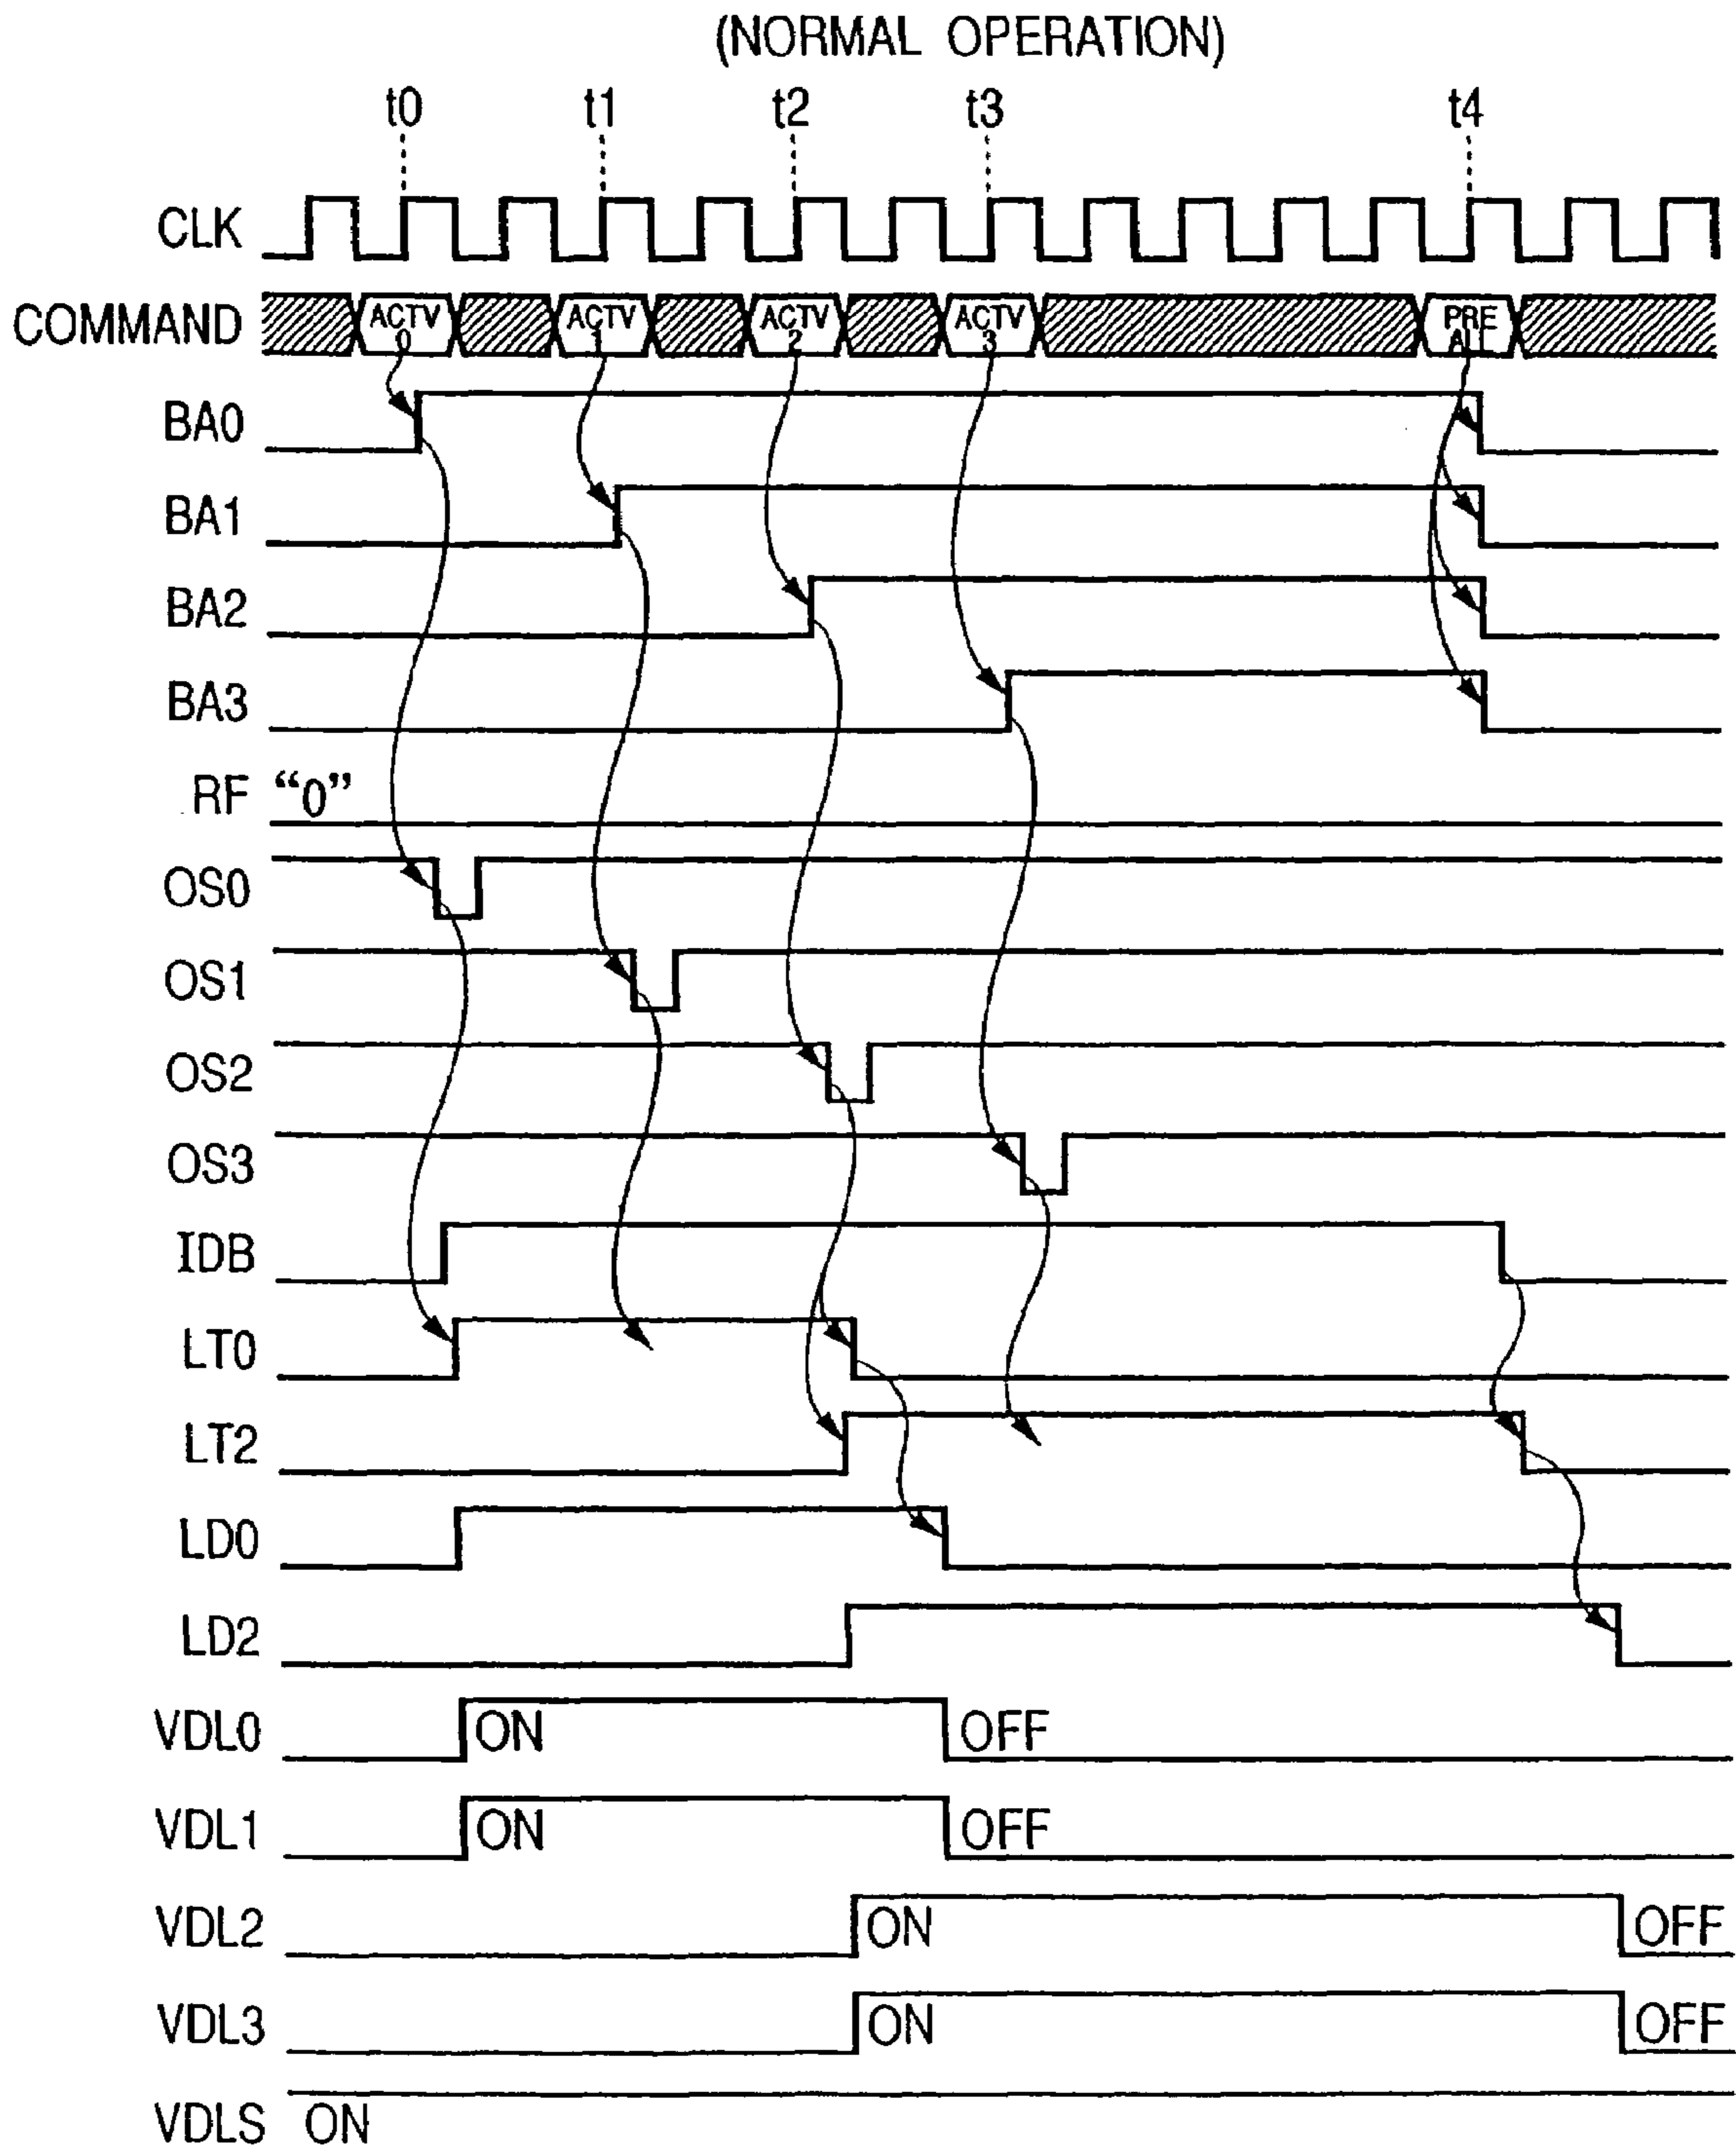 (NORMAL OPERATION)
t0 t1 t2 t3 t4
CLK
COMMAND ACTV 0 ACTV 1 ACTV 2 ACTV 3 PRE ALL
BA0
BA1
BA2
BA3
RF “0”
OS0
OS1
OS2
OS3
IDB
LT0
LT2
LD0
LD2
VDL0 ON OFF
VDL1 ON OFF
VDL2 ON OFF
VDL3 ON OFF
VDLS ON